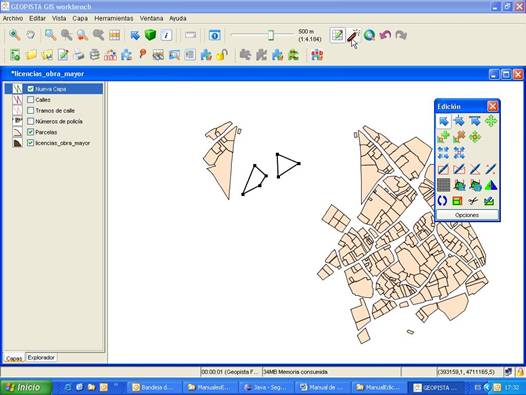 GEOPISTA GIS workbench.
Archivo Editar Vista Capa Herramientas Ventana Ayuda
500 m
(1:4.184)
*licencias_obra_mayor
Nueva Capa
Calles
Tramos de calle
Números de policía
Parcelas
licencias_obra_mayor
Edición
Opciones
Capas Explorador
00:00:01 (Geopista F... 34MB Memoria consumida (393159,1, 4711165,5)
Inicio Bandeja d... ManualesE... Java - Seg... Manual de ... ManualEdic... GEOPISTA ... ES 17:32